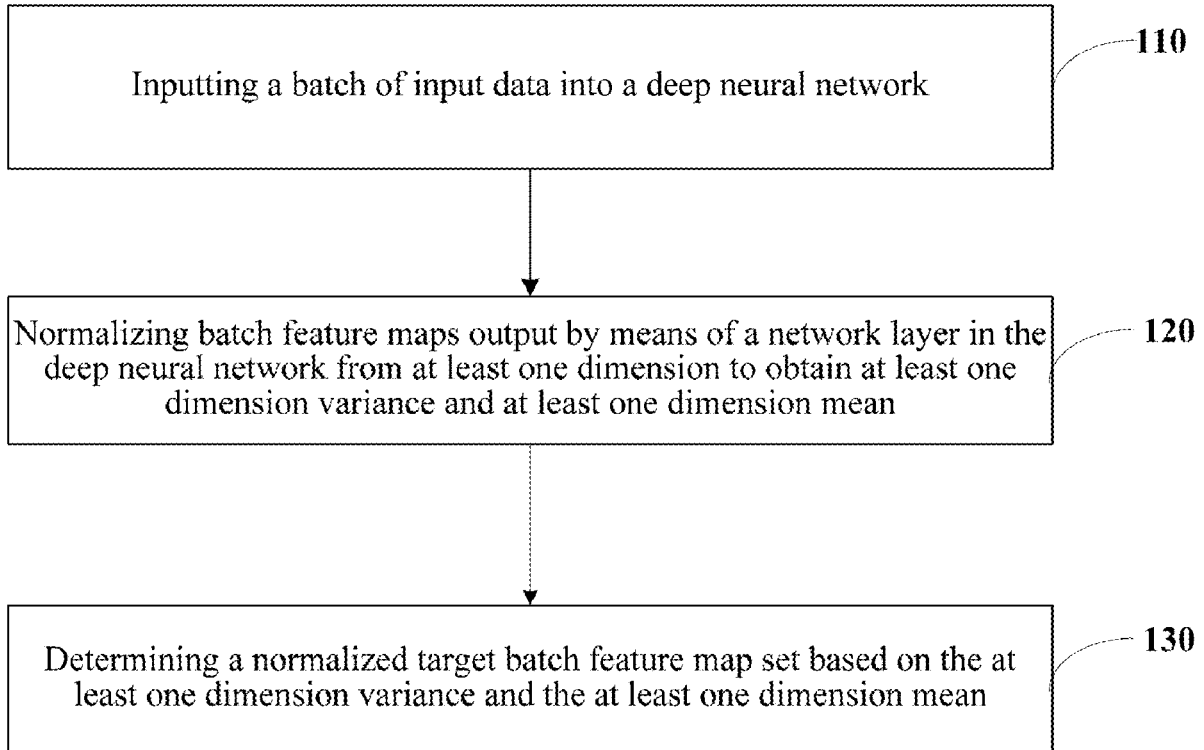 110
Inputting a batch of input data into a deep neural network
Normalizing batch feature maps output by means of a network layer in the
deep neural network from at least one dimension to obtain at least one
dimension variance and at least one dimension mean
120
Determining a normalized target batch feature map set based on the at
least one dimension variance and the at least one dimension mean
130